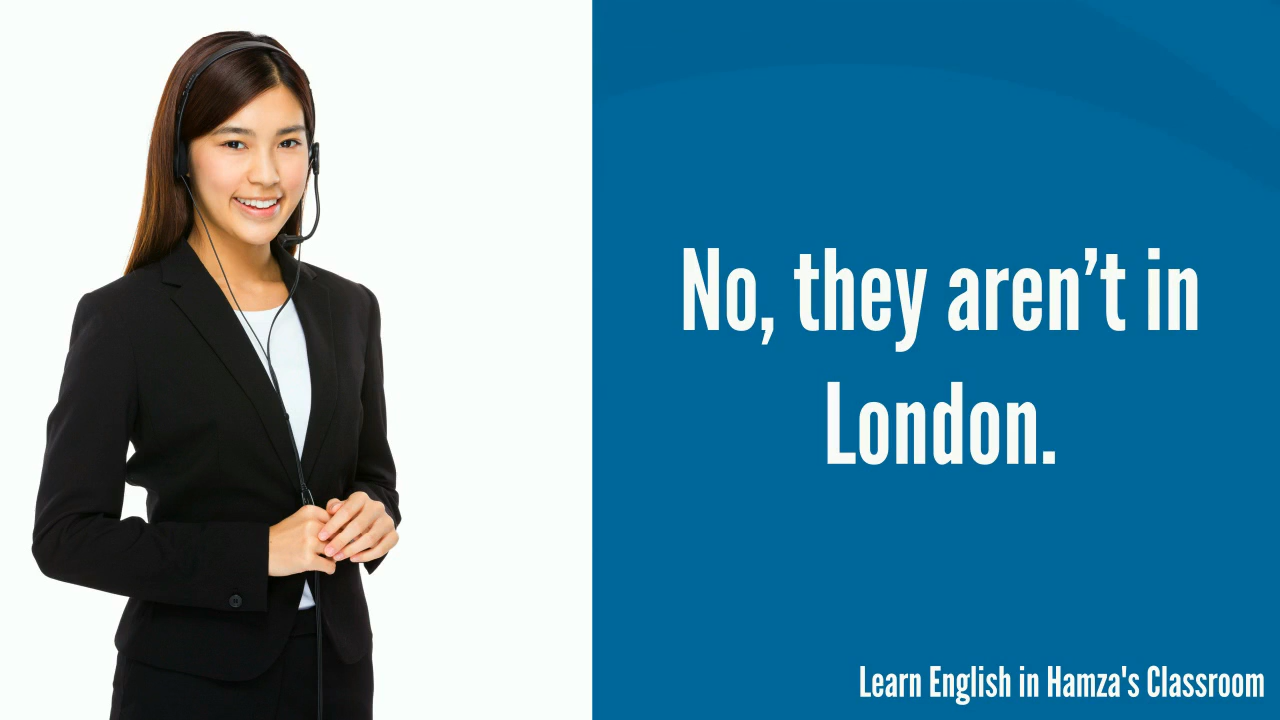 No, they aren’t in
London.
Learn English in Hamza's Classroom